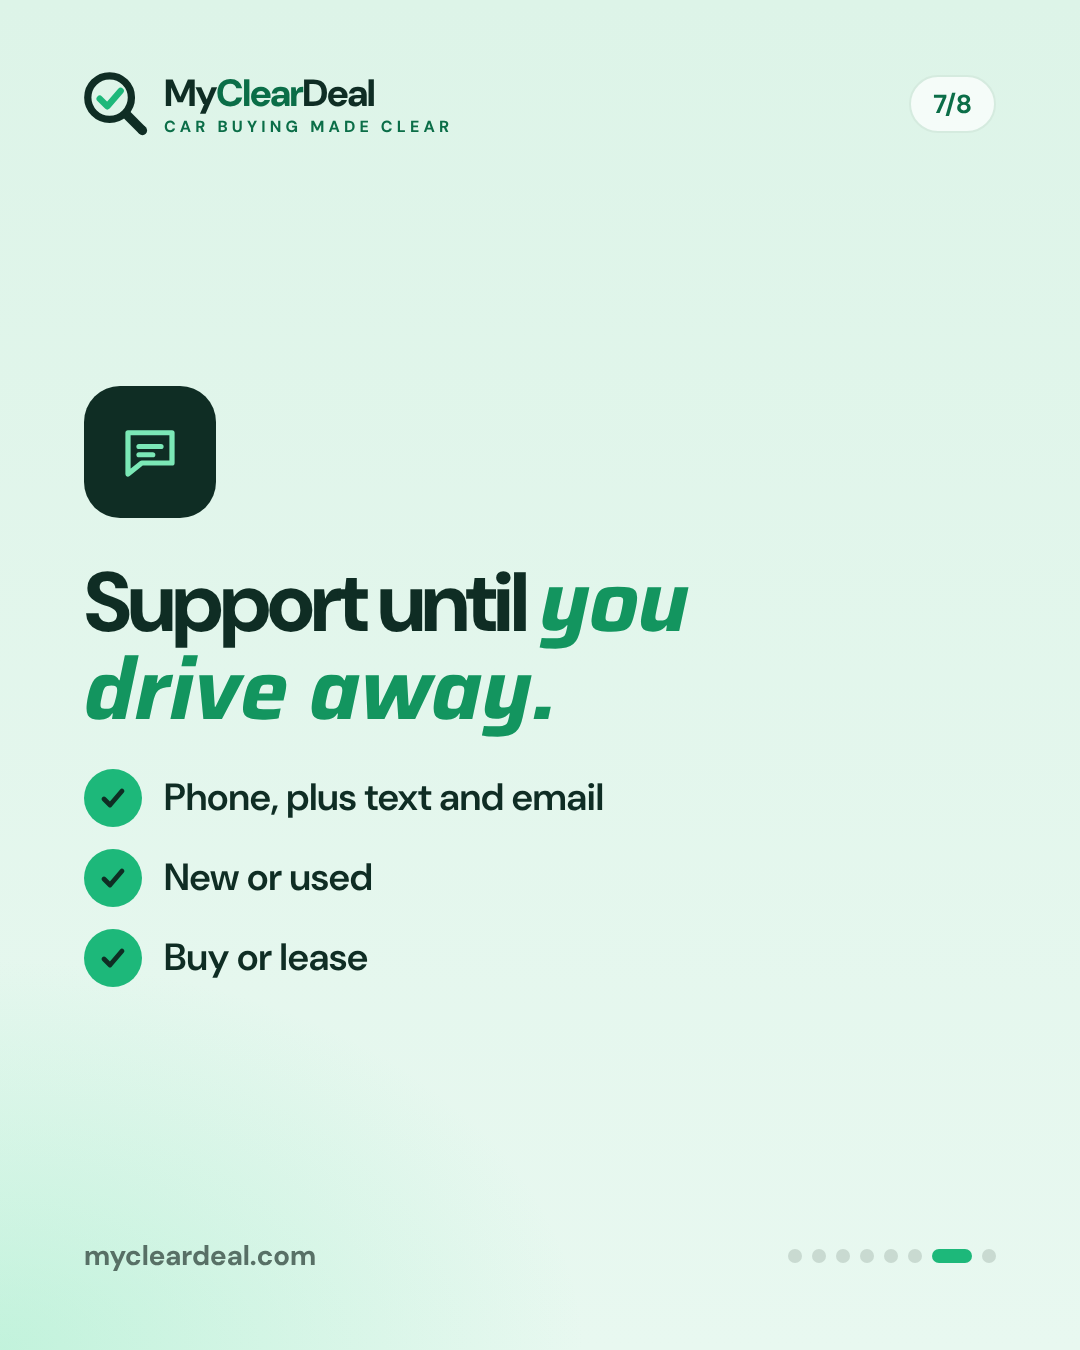 MyClearDeal
CAR BUYING MADE CLEAR
7/8
Support until you
drive away.
Phone, plus text and email
New or used
Buy or lease
mycleardeal.com